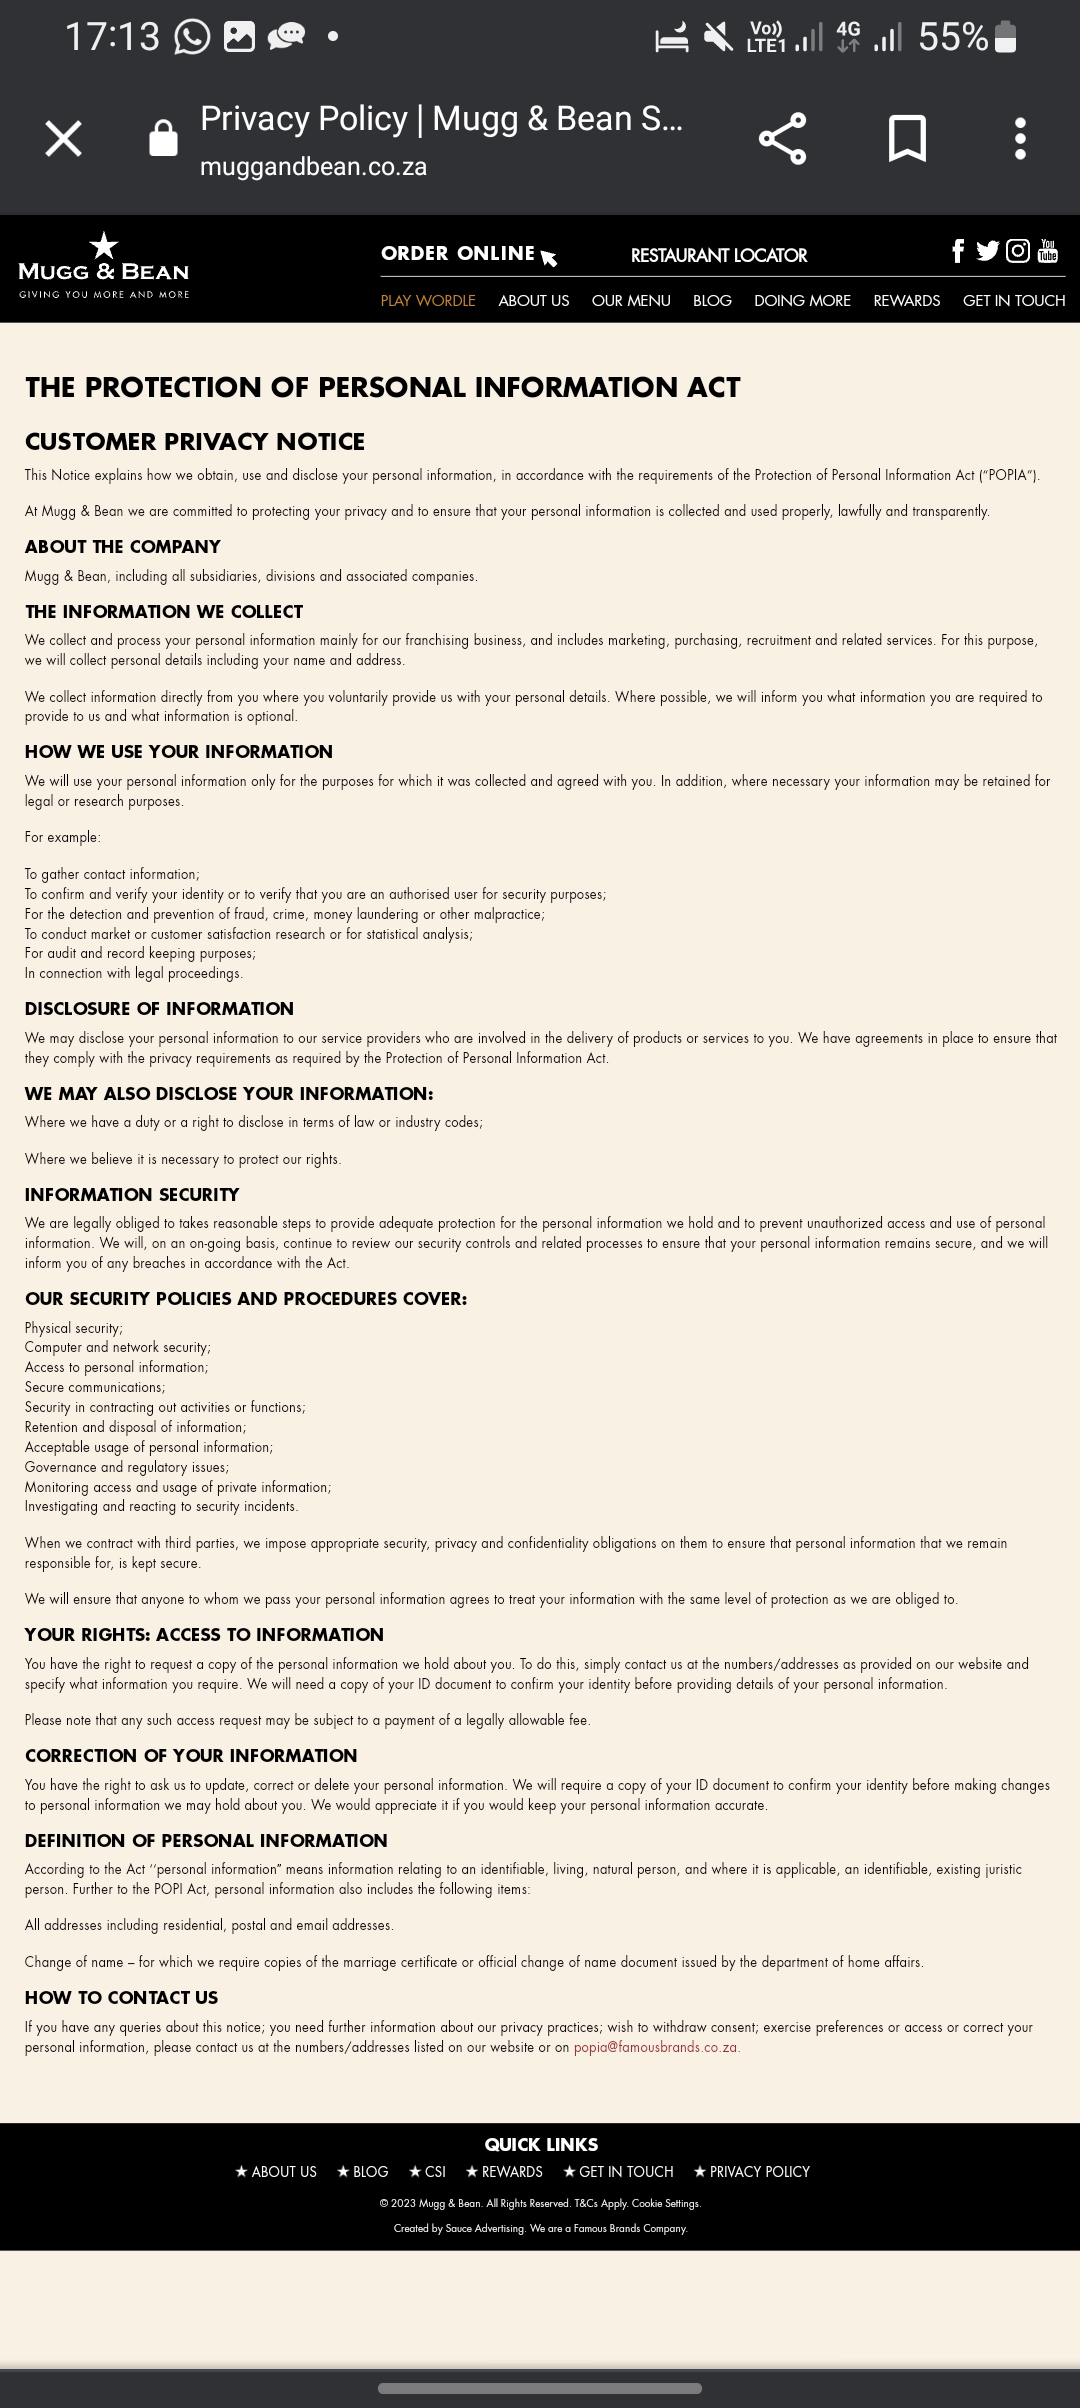 17:13
Vo)) LTE1 4G 55%
Privacy Policy | Mugg & Bean S...
muggandbean.co.za
MUGG & BEAN
GIVING YOU MORE AND MORE
ORDER ONLINE RESTAURANT LOCATOR You Tube
PLAY WORDLE ABOUT US OUR MENU BLOG DOING MORE REWARDS GET IN TOUCH
THE PROTECTION OF PERSONAL INFORMATION ACT
CUSTOMER PRIVACY NOTICE
This Notice explains how we obtain, use and disclose your personal information, in accordance with the requirements of the Protection of Personal Information Act (“POPIA“).
At Mugg & Bean we are committed to protecting your privacy and to ensure that your personal information is collected and used properly, lawfully and transparently.
ABOUT THE COMPANY
Mugg & Bean, including all subsidiaries, divisions and associated companies.
THE INFORMATION WE COLLECT
We collect and process your personal information mainly for our franchising business, and includes marketing, purchasing, recruitment and related services. For this purpose,
we will collect personal details including your name and address.
We collect information directly from you where you voluntarily provide us with your personal details. Where possible, we will inform you what information you are required to
provide to us and what information is optional.
HOW WE USE YOUR INFORMATION
We will use your personal information only for the purposes for which it was collected and agreed with you. In addition, where necessary your information may be retained for
legal or research purposes.
For example:
To gather contact information;
To confirm and verify your identity or to verify that you are an authorised user for security purposes;
For the detection and prevention of fraud, crime, money laundering or other malpractice;
To conduct market or customer satisfaction research or for statistical analysis;
For audit and record keeping purposes;
In connection with legal proceedings.
DISCLOSURE OF INFORMATION
We may disclose your personal information to our service providers who are involved in the delivery of products or services to you. We have agreements in place to ensure that
they comply with the privacy requirements as required by the Protection of Personal Information Act.
WE MAY ALSO DISCLOSE YOUR INFORMATION:
Where we have a duty or a right to disclose in terms of law or industry codes;
Where we believe it is necessary to protect our rights.
INFORMATION SECURITY
We are legally obliged to takes reasonable steps to provide adequate protection for the personal information we hold and to prevent unauthorized access and use of personal
information. We will, on an on-going basis, continue to review our security controls and related processes to ensure that your personal information remains secure, and we will
inform you of any breaches in accordance with the Act.
OUR SECURITY POLICIES AND PROCEDURES COVER:
Physical security;
Computer and network security;
Access to personal information;
Secure communications;
Security in contracting out activities or functions;
Retention and disposal of information;
Acceptable usage of personal information;
Governance and regulatory issues;
Monitoring access and usage of private information;
Investigating and reacting to security incidents.
When we contract with third parties, we impose appropriate security, privacy and confidentiality obligations on them to ensure that personal information that we remain
responsible for, is kept secure.
We will ensure that anyone to whom we pass your personal information agrees to treat your information with the same level of protection as we are obliged to.
YOUR RIGHTS: ACCESS TO INFORMATION
You have the right to request a copy of the personal information we hold about you. To do this, simply contact us at the numbers/addresses as provided on our website and
specify what information you require. We will need a copy of your ID document to confirm your identity before providing details of your personal information.
Please note that any such access request may be subject to a payment of a legally allowable fee.
CORRECTION OF YOUR INFORMATION
You have the right to ask us to update, correct or delete your personal information. We will require a copy of your ID document to confirm your identity before making changes
to personal information we may hold about you. We would appreciate it if you would keep your personal information accurate.
DEFINITION OF PERSONAL INFORMATION
According to the Act ‘‘personal information” means information relating to an identifiable, living, natural person, and where it is applicable, an identifiable, existing juristic
person. Further to the POPI Act, personal information also includes the following items:
All addresses including residential, postal and email addresses.
Change of name – for which we require copies of the marriage certificate or official change of name document issued by the department of home affairs.
HOW TO CONTACT US
If you have any queries about this notice; you need further information about our privacy practices; wish to withdraw consent; exercise preferences or access or correct your
personal information, please contact us at the numbers/addresses listed on our website or on popia@famousbrands.co.za.
QUICK LINKS
★ ABOUT US ★ BLOG ★ CSI ★ REWARDS ★ GET IN TOUCH ★ PRIVACY POLICY
© 2023 Mugg & Bean. All Rights Reserved. T&Cs Apply. Cookie Settings.
Created by Sauce Advertising. We are a Famous Brands Company.